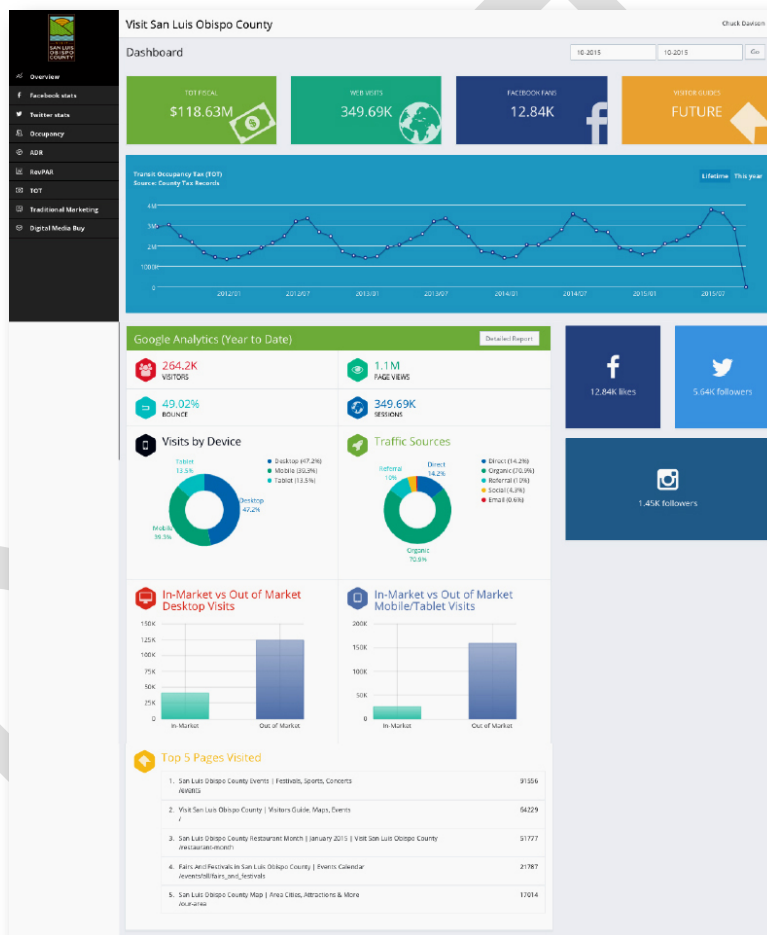 Visit San Luis Obispo County
Chuck Davison
SAN LUIS
OBISPO
COUNTY
Dashboard
10-2015
10-2015
Go
Overview
Facebook stats
Twitter stats
Occupancy
ADR
RevPAR
TOT
Traditional Marketing
Digital Media Buy
TOT FISCAL
$118.63M
WEB VISITS
349.69K
FACEBOOK FANS
12.84K
VISITOR GUIDES
FUTURE
Transit Occupancy Tax (TOT)
Source: County Tax Records
Lifetime This year
4M
3M
2M
1000K
0
2012/01 2012/07 2013/01 2013/07 2014/01 2014/07 2015/01 2015/07
Google Analytics (Year to Date)
Detailed Report
264.2K
VISITORS
1.1M
PAGE VIEWS
49.02%
BOUNCE
349.69K
SESSIONS
12.84K likes
5.64K followers
1.45K followers
Visits by Device
Tablet
13.5%
Desktop
47.2%
Mobile
39.3%
Desktop (47.2%)
Mobile (39.3%)
Tablet (13.5%)
Traffic Sources
Referral
10%
Direct
14.2%
Organic
70.9%
Direct (14.2%)
Organic (70.9%)
Referral (10%)
Social (4.3%)
Email (0.6%)
In-Market vs Out of Market
Desktop Visits
150K
125K
100K
75K
50K
25K
0
In-Market Out of Market
In-Market vs Out of Market
Mobile/Tablet Visits
200K
150K
100K
50K
0
In-Market Out of Market
Top 5 Pages Visited
1. San Luis Obispo County Events | Festivals, Sports, Concerts 91556
/events
2. Visit San Luis Obispo County | Visitors Guide, Maps, Events 64229
/
3. San Luis Obispo County Restaurant Month | January 2015 | Visit San Luis Obispo County 51777
/restaurant-month
4. Fairs And Festivals in San Luis Obispo County | Events Calendar 21787
/events/all/fairs_and_festivals
5. San Luis Obispo County Map | Area Cities, Attractions & More 17014
/our-area